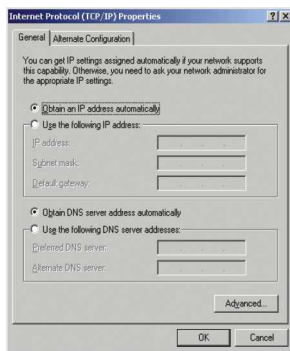 Internet Protocol (TCP/IP) Properties
General
Alternate Configuration
You can get IP settings assigned automatically if your network supports
this capability. Otherwise, you need to ask your network administrator for
the appropriate IP settings.
Obtain an IP address automatically
Use the following IP address:
IP address:
Subnet mask:
Default gateway:
Obtain DNS server address automatically
Use the following DNS server addresses:
Preferred DNS server:
Alternate DNS server:
Advanced...
OK
Cancel